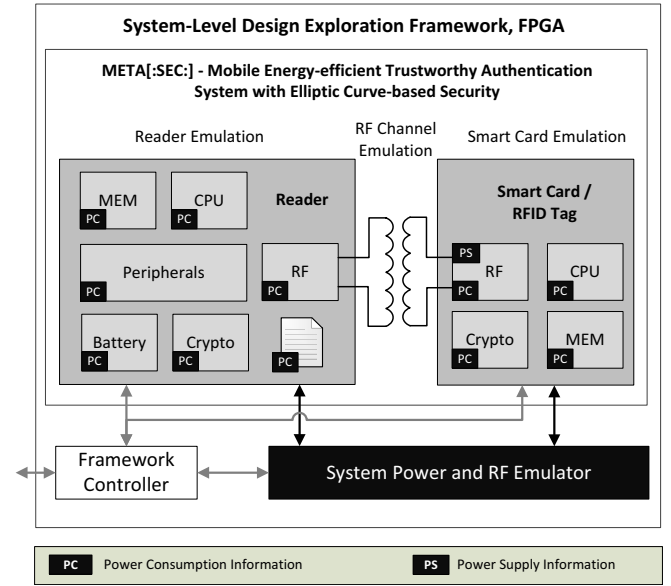 System-Level Design Exploration Framework, FPGA
META[:SEC:] - Mobile Energy-efficient Trustworthy Authentication
System with Elliptic Curve-based Security
Reader Emulation
RF Channel
Emulation
Smart Card Emulation
MEM
PC
CPU
PC
Reader
Peripherals
PC
RF
PC
Battery
PC
Crypto
PC
PC
Smart Card /
RFID Tag
PS
RF
PC
CPU
PC
Crypto
PC
MEM
PC
Framework
Controller
System Power and RF Emulator
PC
Power Consumption Information
PS
Power Supply Information